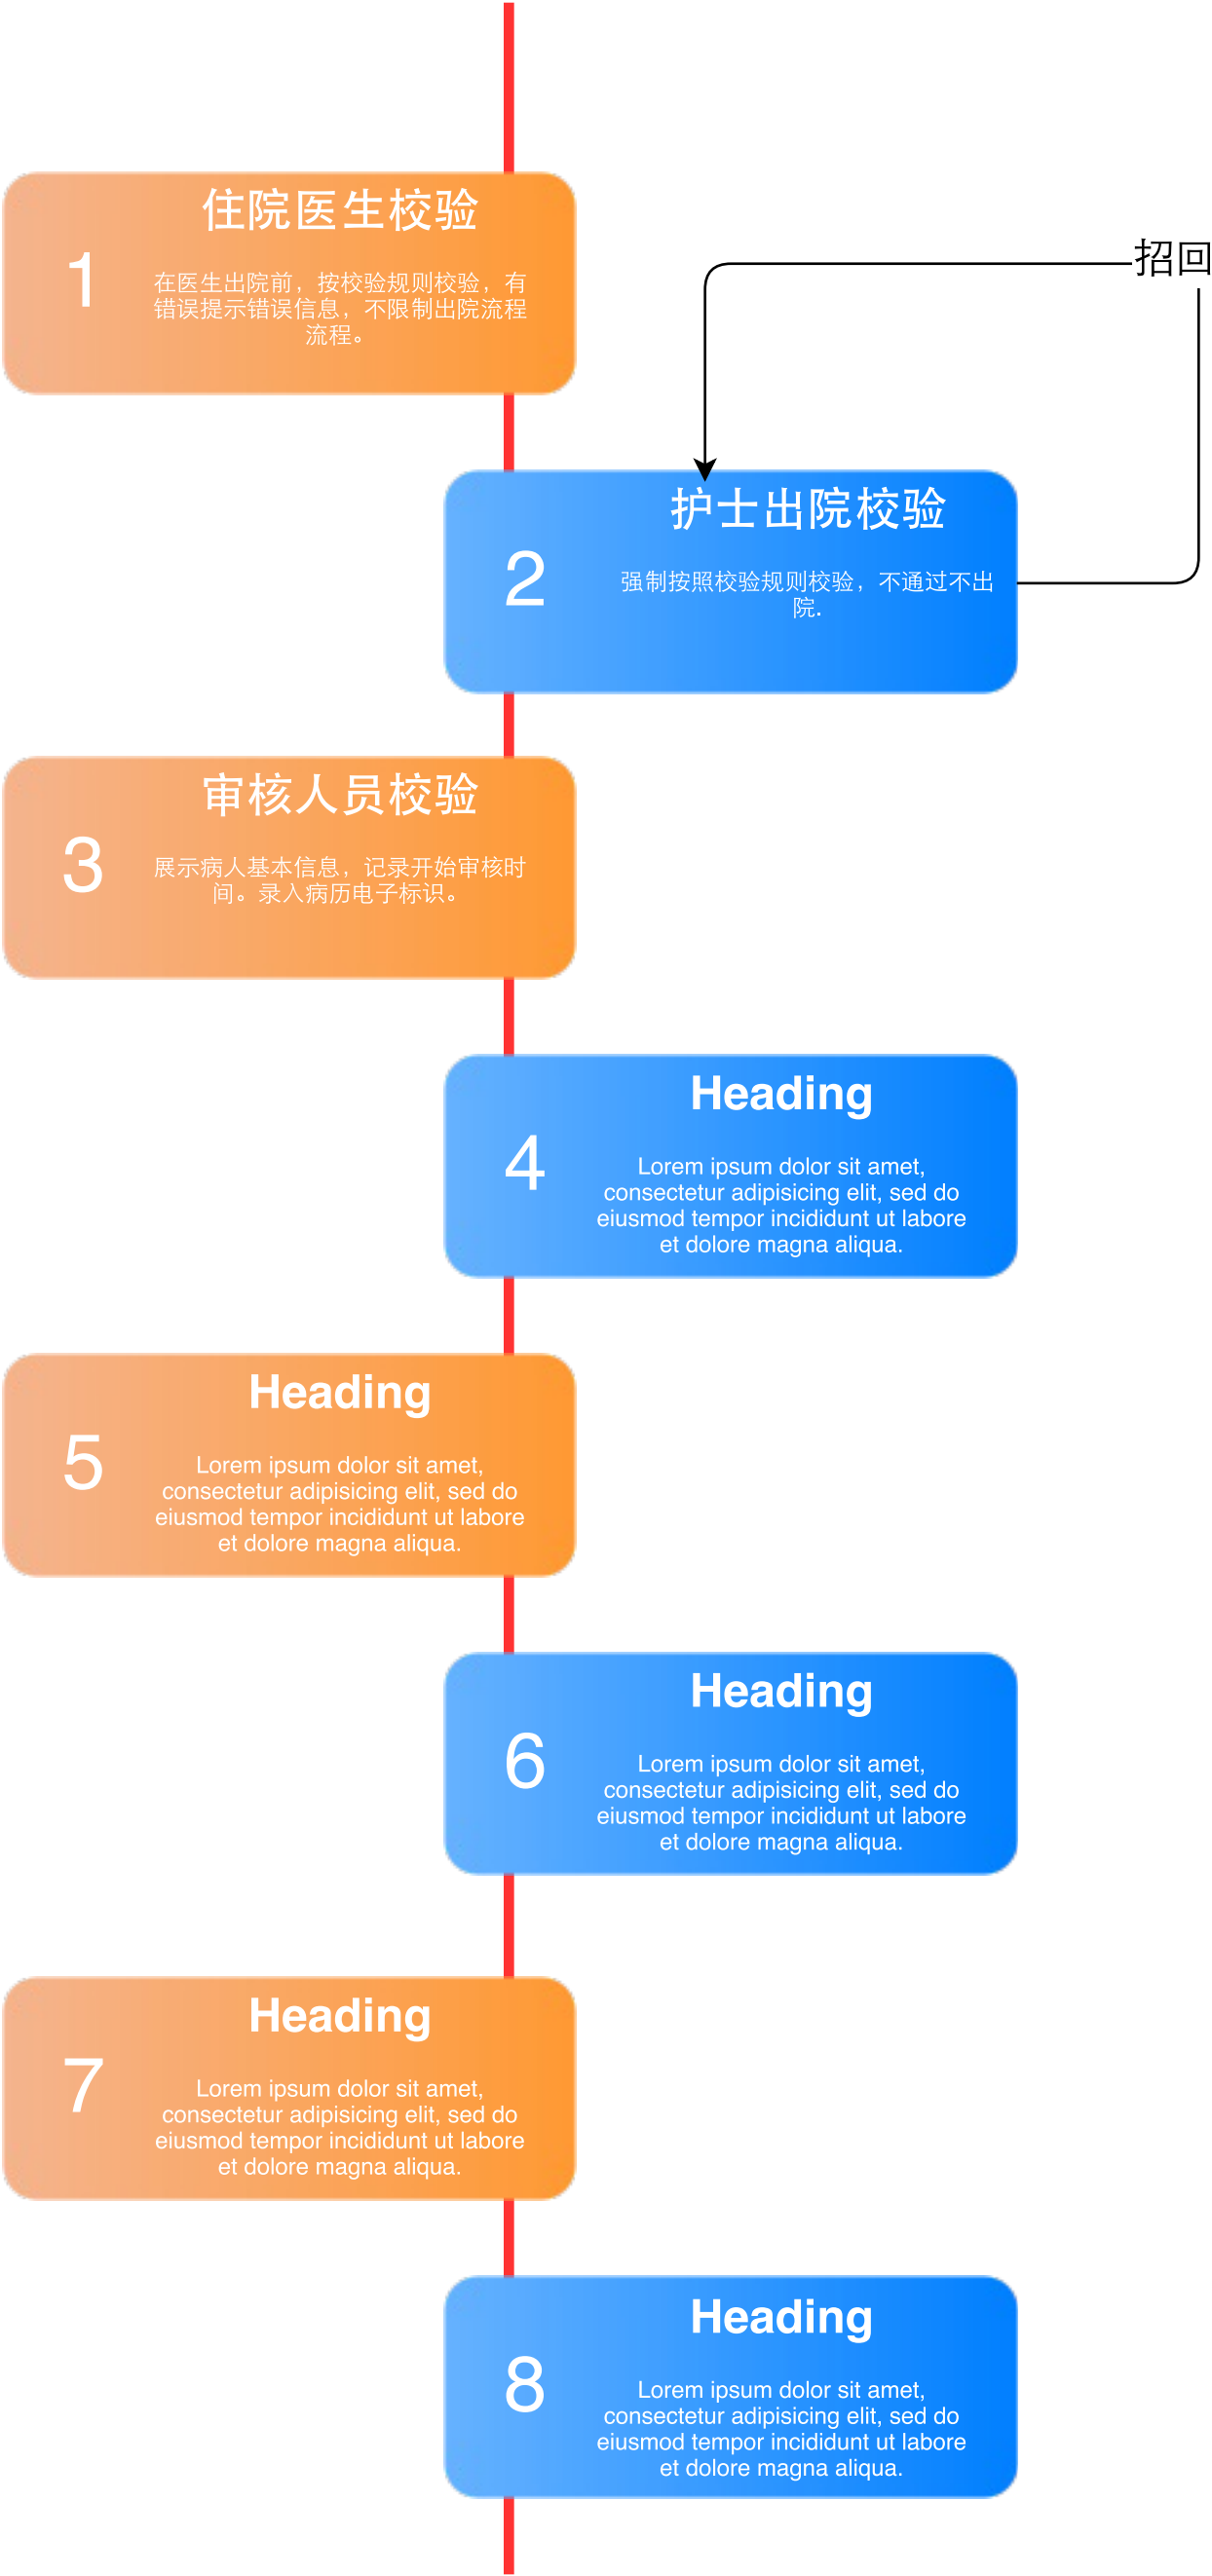 住院医生校验
1
在医生出院前，按校验规则校验，有
错误提示错误信息，不限制出院流程
流程。
招回
护士出院校验
2
强制按照校验规则校验，不通过不出
院.
审核人员校验
3
展示病人基本信息，记录开始审核时
间。录入病历电子标识。
Heading
4
Lorem ipsum dolor sit amet,
consectetur adipisicing elit, sed do
eiusmod tempor incididunt ut labore
et dolore magna aliqua.
Heading
5
Lorem ipsum dolor sit amet,
consectetur adipisicing elit, sed do
eiusmod tempor incididunt ut labore
et dolore magna aliqua.
Heading
6
Lorem ipsum dolor sit amet,
consectetur adipisicing elit, sed do
eiusmod tempor incididunt ut labore
et dolore magna aliqua.
Heading
7
Lorem ipsum dolor sit amet,
consectetur adipisicing elit, sed do
eiusmod tempor incididunt ut labore
et dolore magna aliqua.
Heading
8
Lorem ipsum dolor sit amet,
consectetur adipisicing elit, sed do
eiusmod tempor incididunt ut labore
et dolore magna aliqua.